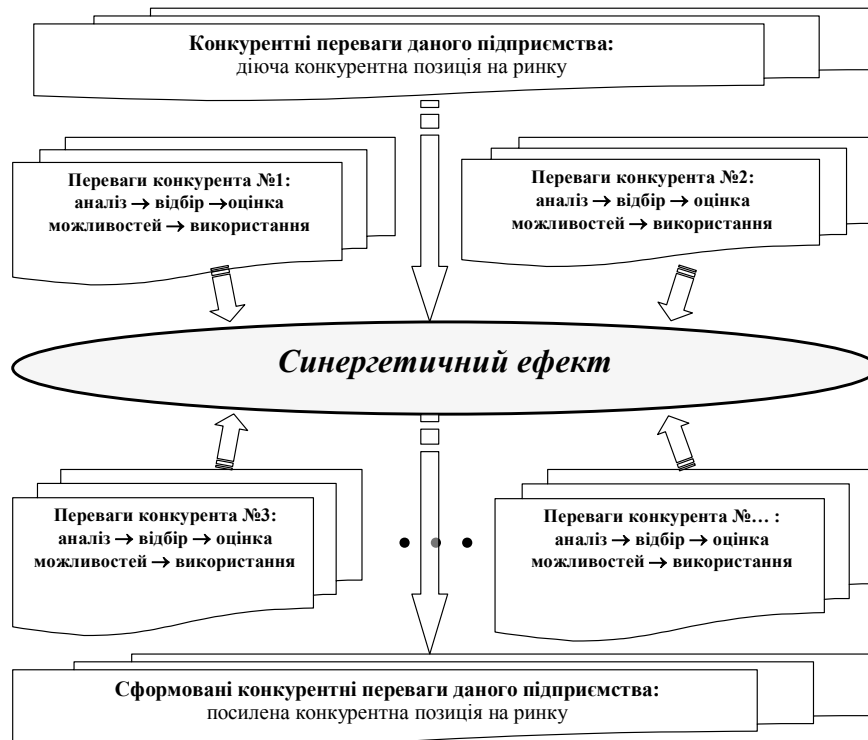 Конкурентні переваги даного підприємства:
діюча конкурентна позиція на ринку
Переваги конкурента №1:
аналіз → відбір →оцінка
можливостей → використання
Переваги конкурента №2:
аналіз → відбір → оцінка
можливостей → використання
Синергетичний ефект
Переваги конкурента №3:
аналіз → відбір → оцінка
можливостей → використання
• • •
Переваги конкурента №… :
аналіз → відбір → оцінка
можливостей → використання
Сформовані конкурентні переваги даного підприємства:
посилена конкурентна позиція на ринку